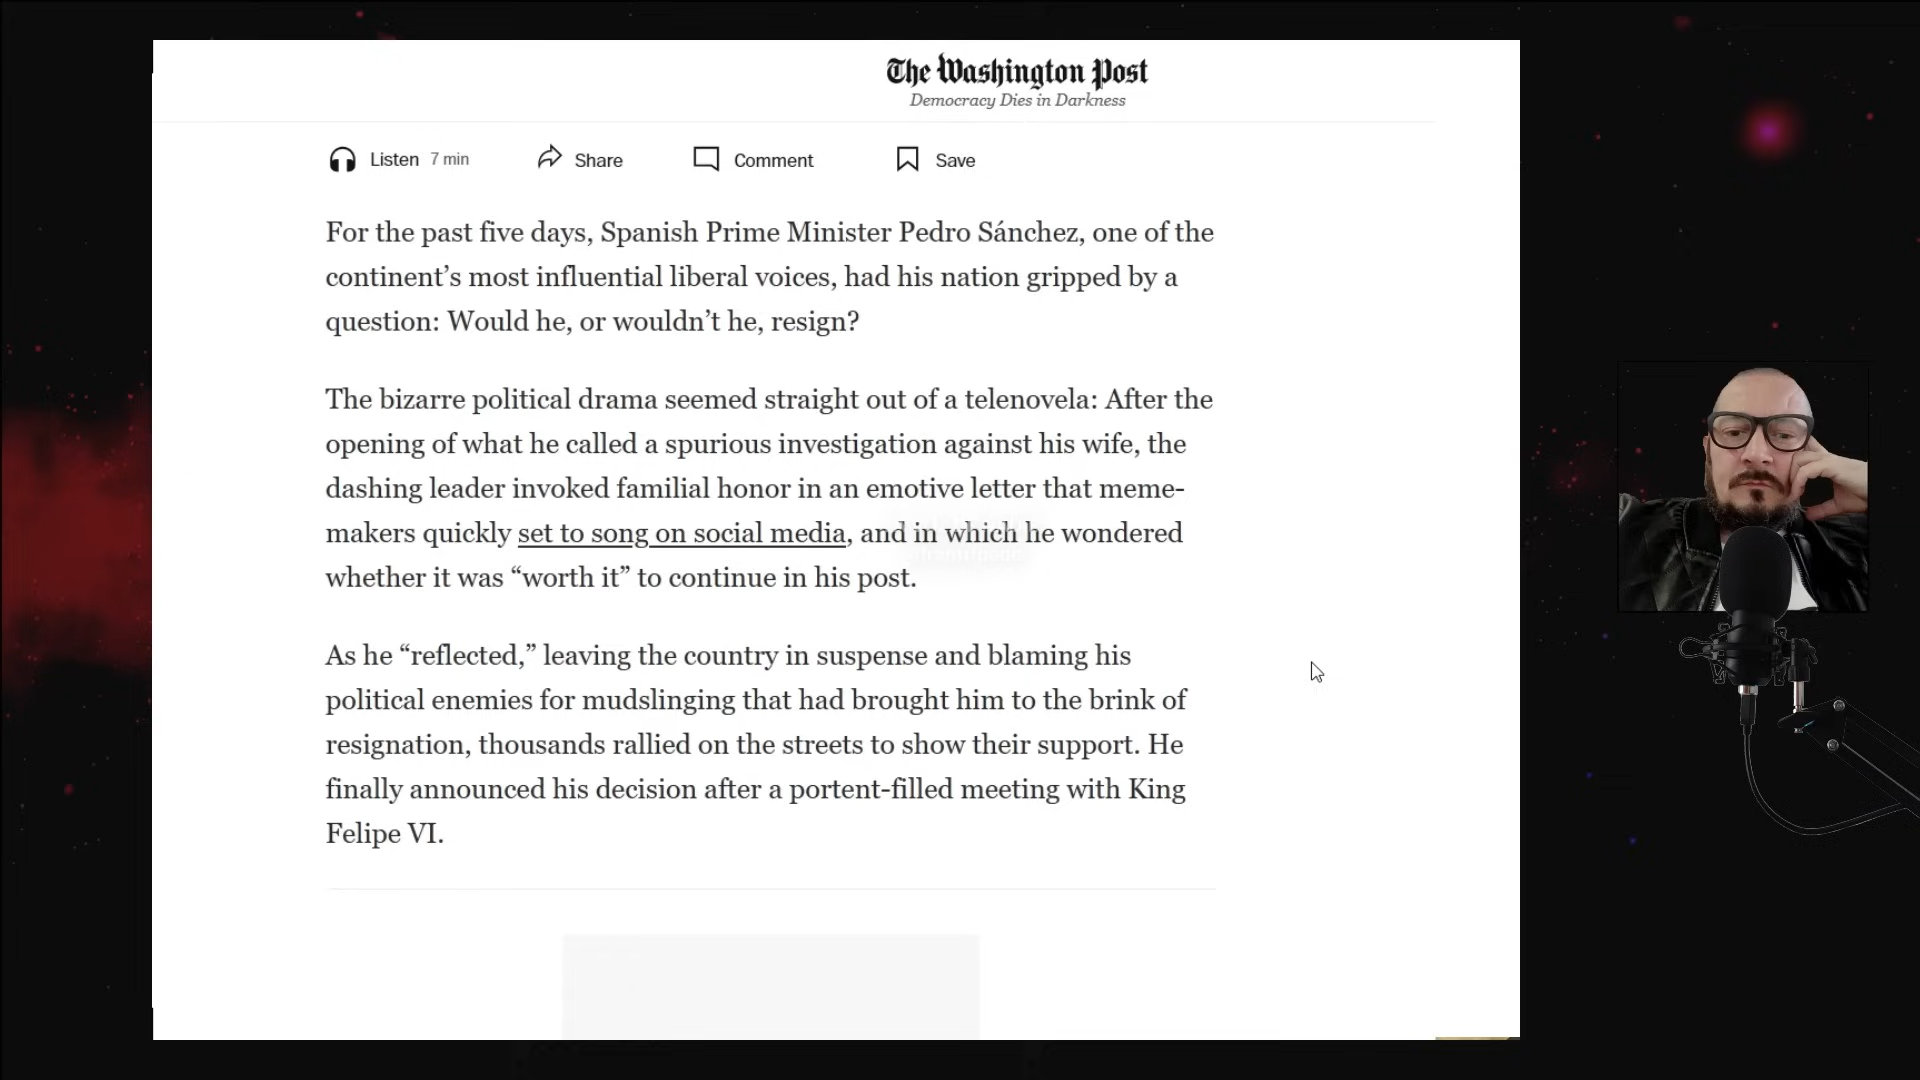 The Washington Post
Democracy Dies in Darkness
Listen 7 min Share Comment Save
For the past five days, Spanish Prime Minister Pedro Sánchez, one of the
continent’s most influential liberal voices, had his nation gripped by a
question: Would he, or wouldn’t he, resign?
The bizarre political drama seemed straight out of a telenovela: After the
opening of what he called a spurious investigation against his wife, the
dashing leader invoked familial honor in an emotive letter that meme-
makers quickly set to song on social media, and in which he wondered
whether it was “worth it” to continue in his post.
As he “reflected,” leaving the country in suspense and blaming his
political enemies for mudslinging that had brought him to the brink of
resignation, thousands rallied on the streets to show their support. He
finally announced his decision after a portent-filled meeting with King
Felipe VI.